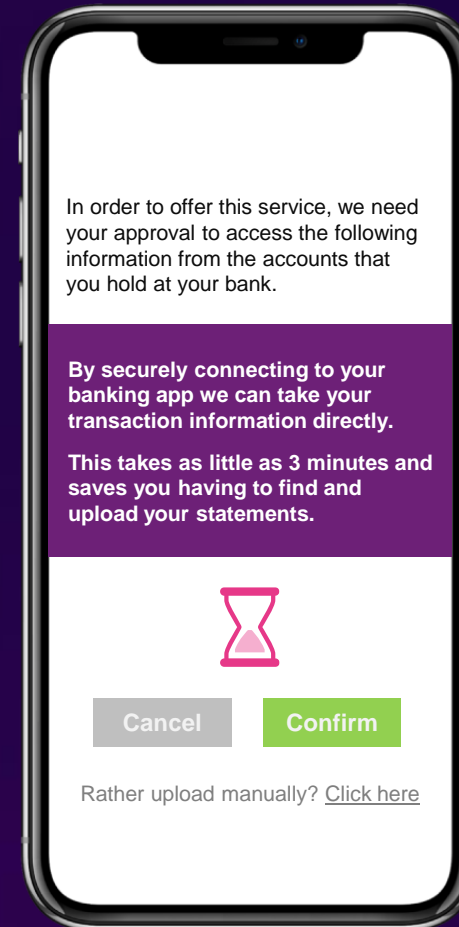 In order to offer this service, we need
your approval to access the following
information from the accounts that
you hold at your bank.
By securely connecting to your
banking app we can take your
transaction information directly.
This takes as little as 3 minutes and
saves you having to find and
upload your statements.
Cancel
Confirm
Rather upload manually? Click here